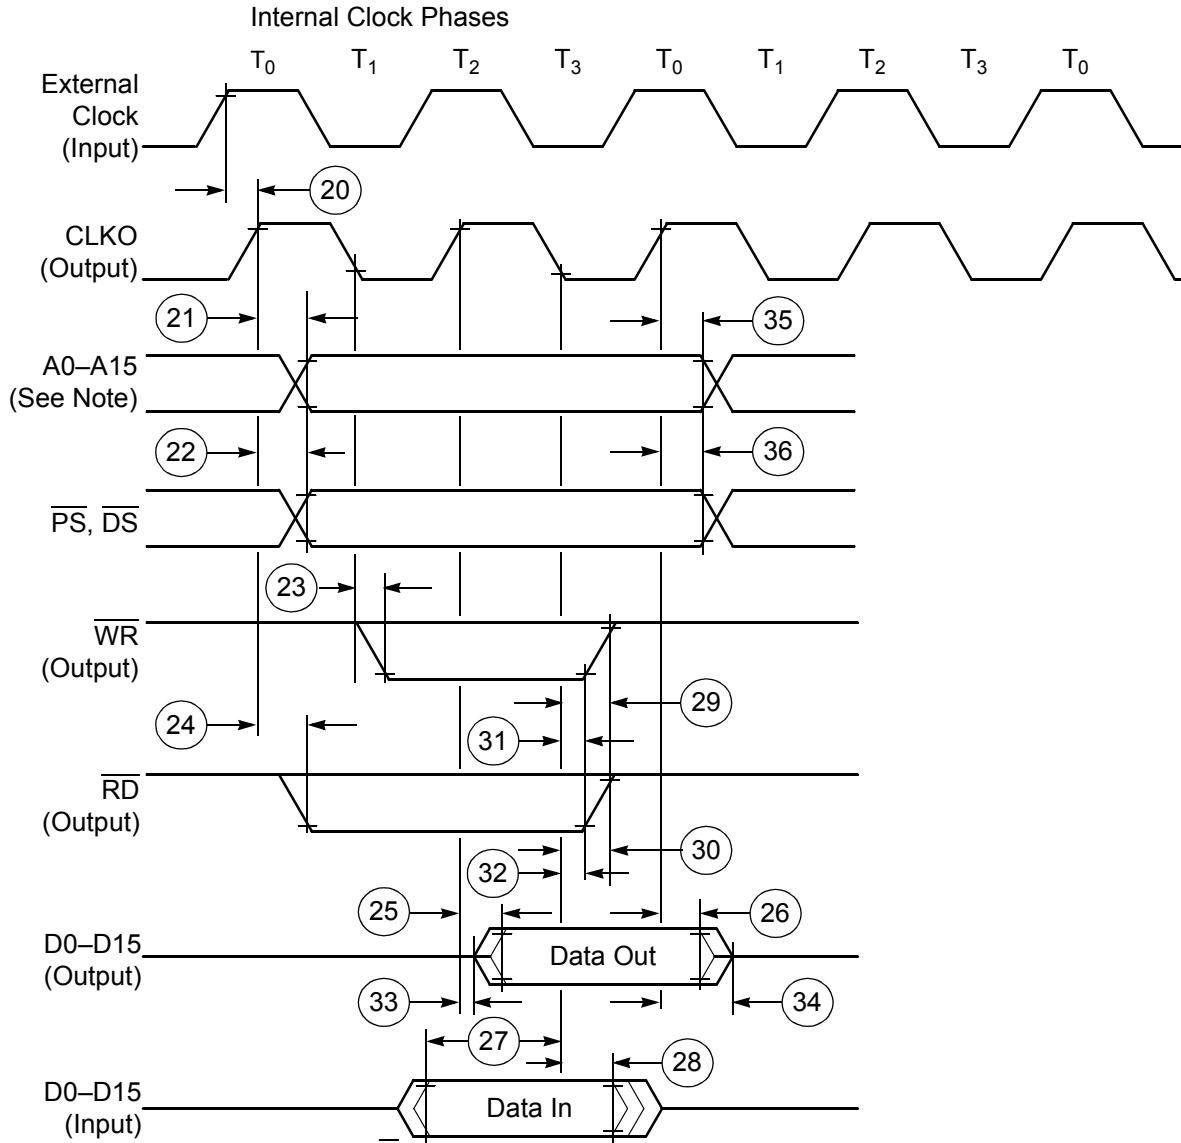 Internal Clock Phases
T0 T1 T2 T3 T0 T1 T2 T3 T0
External
Clock
(Input)
20
CLKO
(Output)
21
35
A0–A15
(See Note)
22
36
PS, DS
23
WR
(Output)
29
24
31
RD
(Output)
30
32
25
26
D0–D15
(Output)
Data Out
33
34
27
28
D0–D15
(Input)
Data In